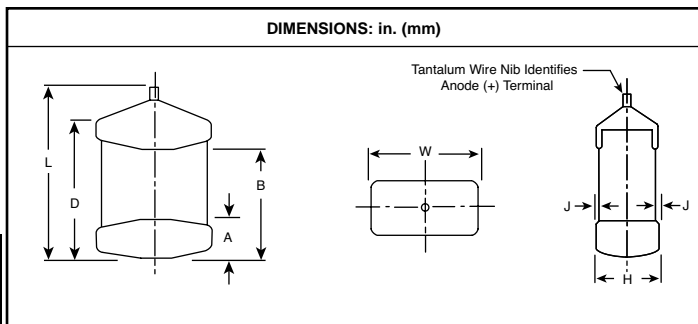 DIMENSIONS: in. (mm)
Tantalum Wire Nib Identifies
Anode (+) Terminal
L
D
B
A
W
J
J
H